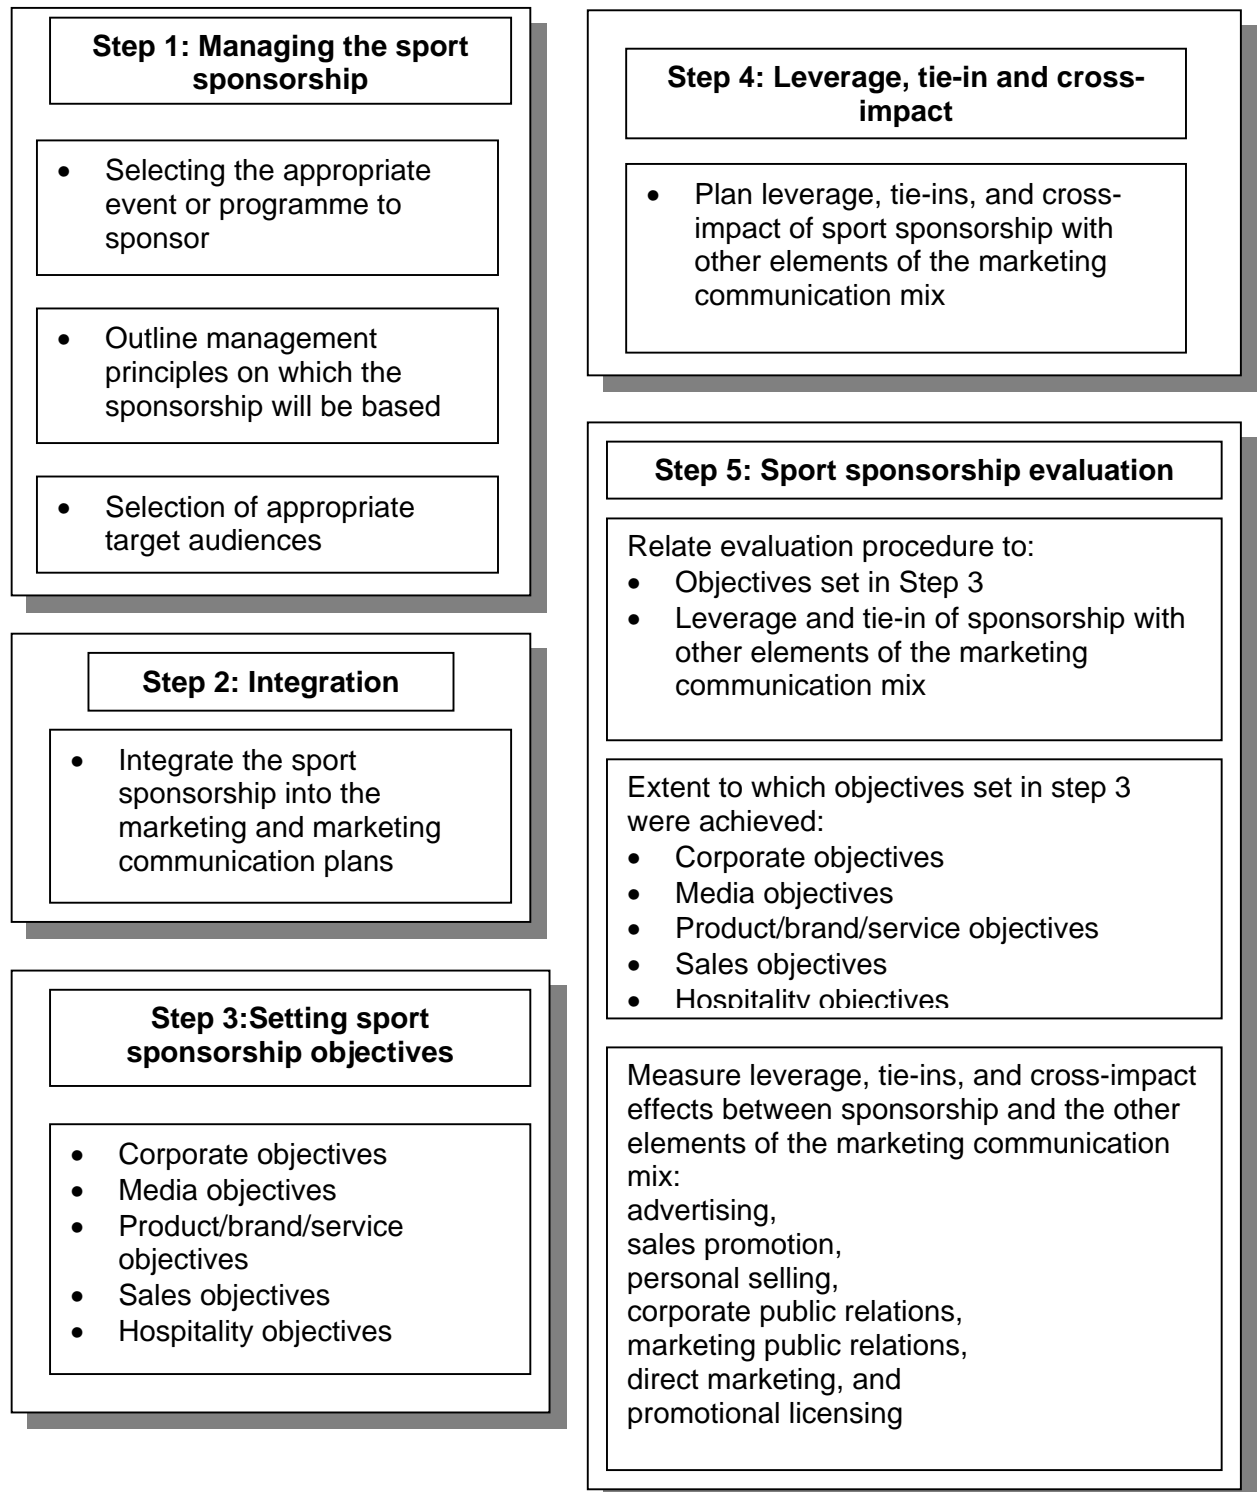 Step 1: Managing the sport
sponsorship
• Selecting the appropriate
event or programme to
sponsor
• Outline management
principles on which the
sponsorship will be based
• Selection of appropriate
target audiences
Step 2: Integration
• Integrate the sport
sponsorship into the
marketing and marketing
communication plans
Step 3:Setting sport
sponsorship objectives
• Corporate objectives
• Media objectives
• Product/brand/service
objectives
• Sales objectives
• Hospitality objectives
Step 4: Leverage, tie-in and cross-
impact
• Plan leverage, tie-ins, and cross-
impact of sport sponsorship with
other elements of the marketing
communication mix
Step 5: Sport sponsorship evaluation
Relate evaluation procedure to:
• Objectives set in Step 3
• Leverage and tie-in of sponsorship with
other elements of the marketing
communication mix
Extent to which objectives set in step 3
were achieved:
• Corporate objectives
• Media objectives
• Product/brand/service objectives
• Sales objectives
• Hospitality objectives
Measure leverage, tie-ins, and cross-impact
effects between sponsorship and the other
elements of the marketing communication
mix:
advertising,
sales promotion,
personal selling,
corporate public relations,
marketing public relations,
direct marketing, and
promotional licensing